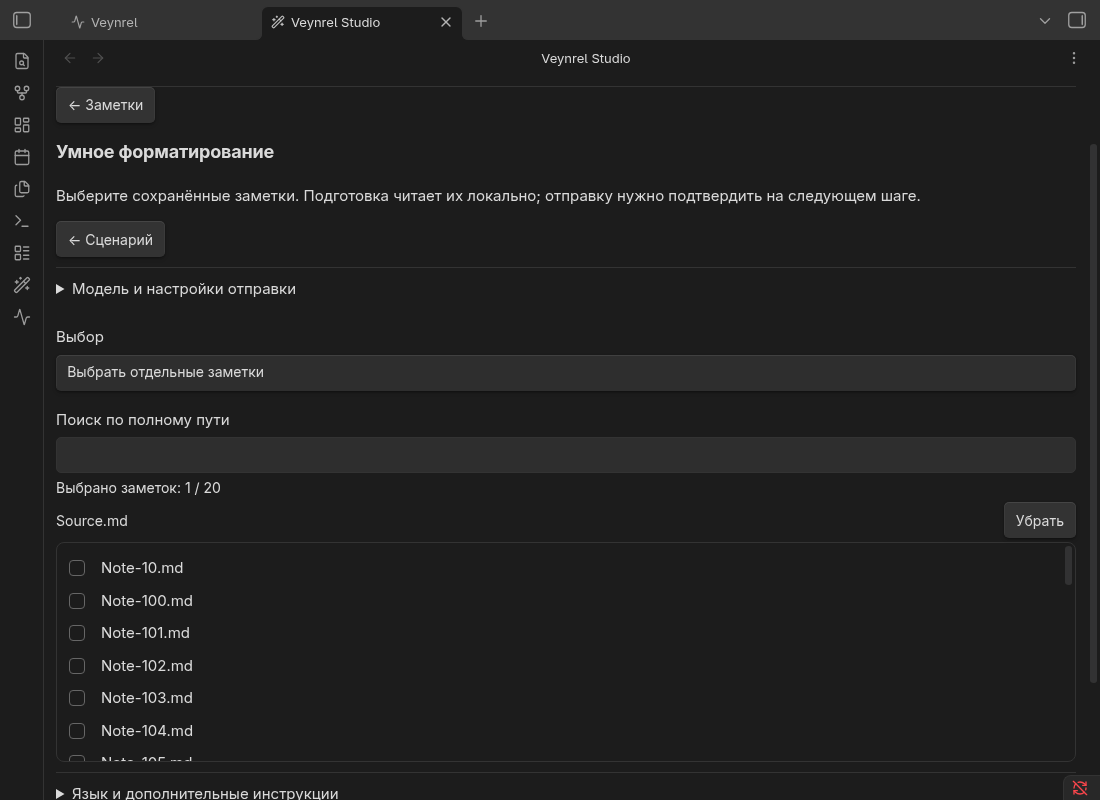 Veynrel
Veynrel Studio
Veynrel Studio
← Заметки
Умное форматирование
Выберите сохранённые заметки. Подготовка читает их локально; отправку нужно подтвердить на следующем шаге.
← Сценарий
Модель и настройки отправки
Выбор
Выбрать отдельные заметки
Поиск по полному пути
Выбрано заметок: 1 / 20
Source.md
Убрать
Note-10.md
Note-100.md
Note-101.md
Note-102.md
Note-103.md
Note-104.md
Note-105.md
Язык и дополнительные инструкции